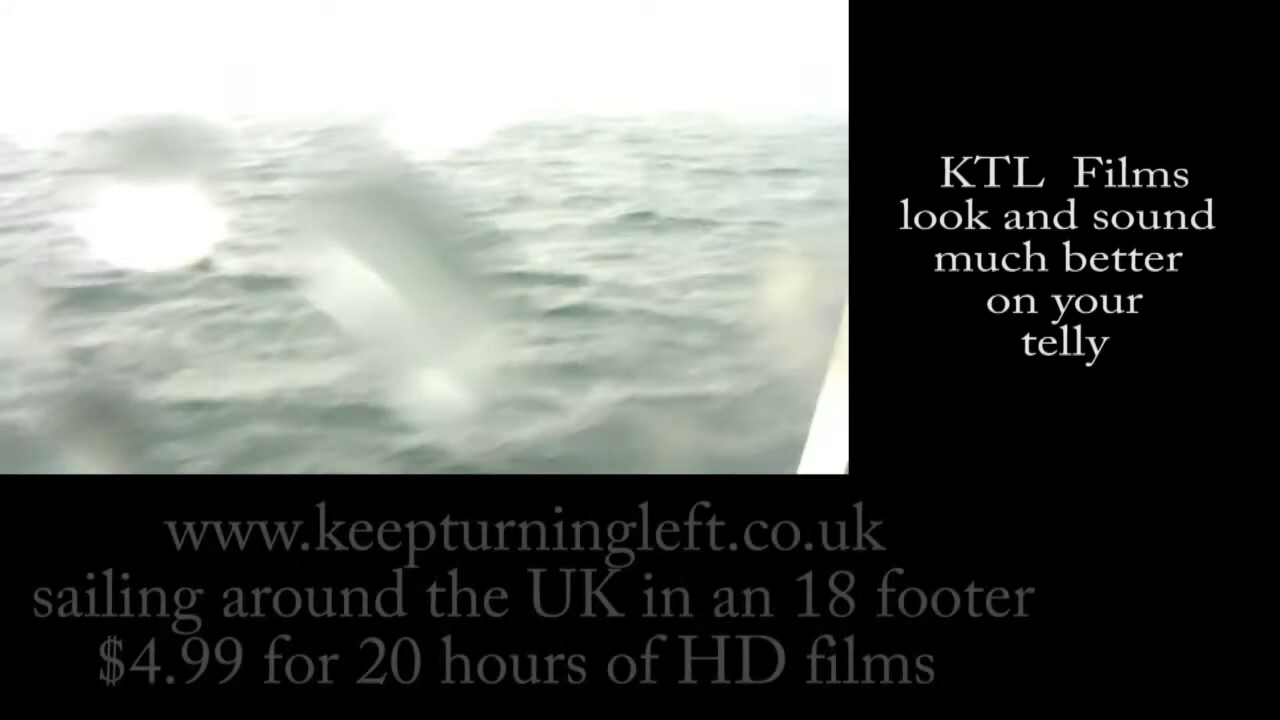 KTL Films
look and sound
much better
on your
telly
www.keepturningleft.co.uk
sailing around the UK in an 18 footer
$4.99 for 20 hours of HD films